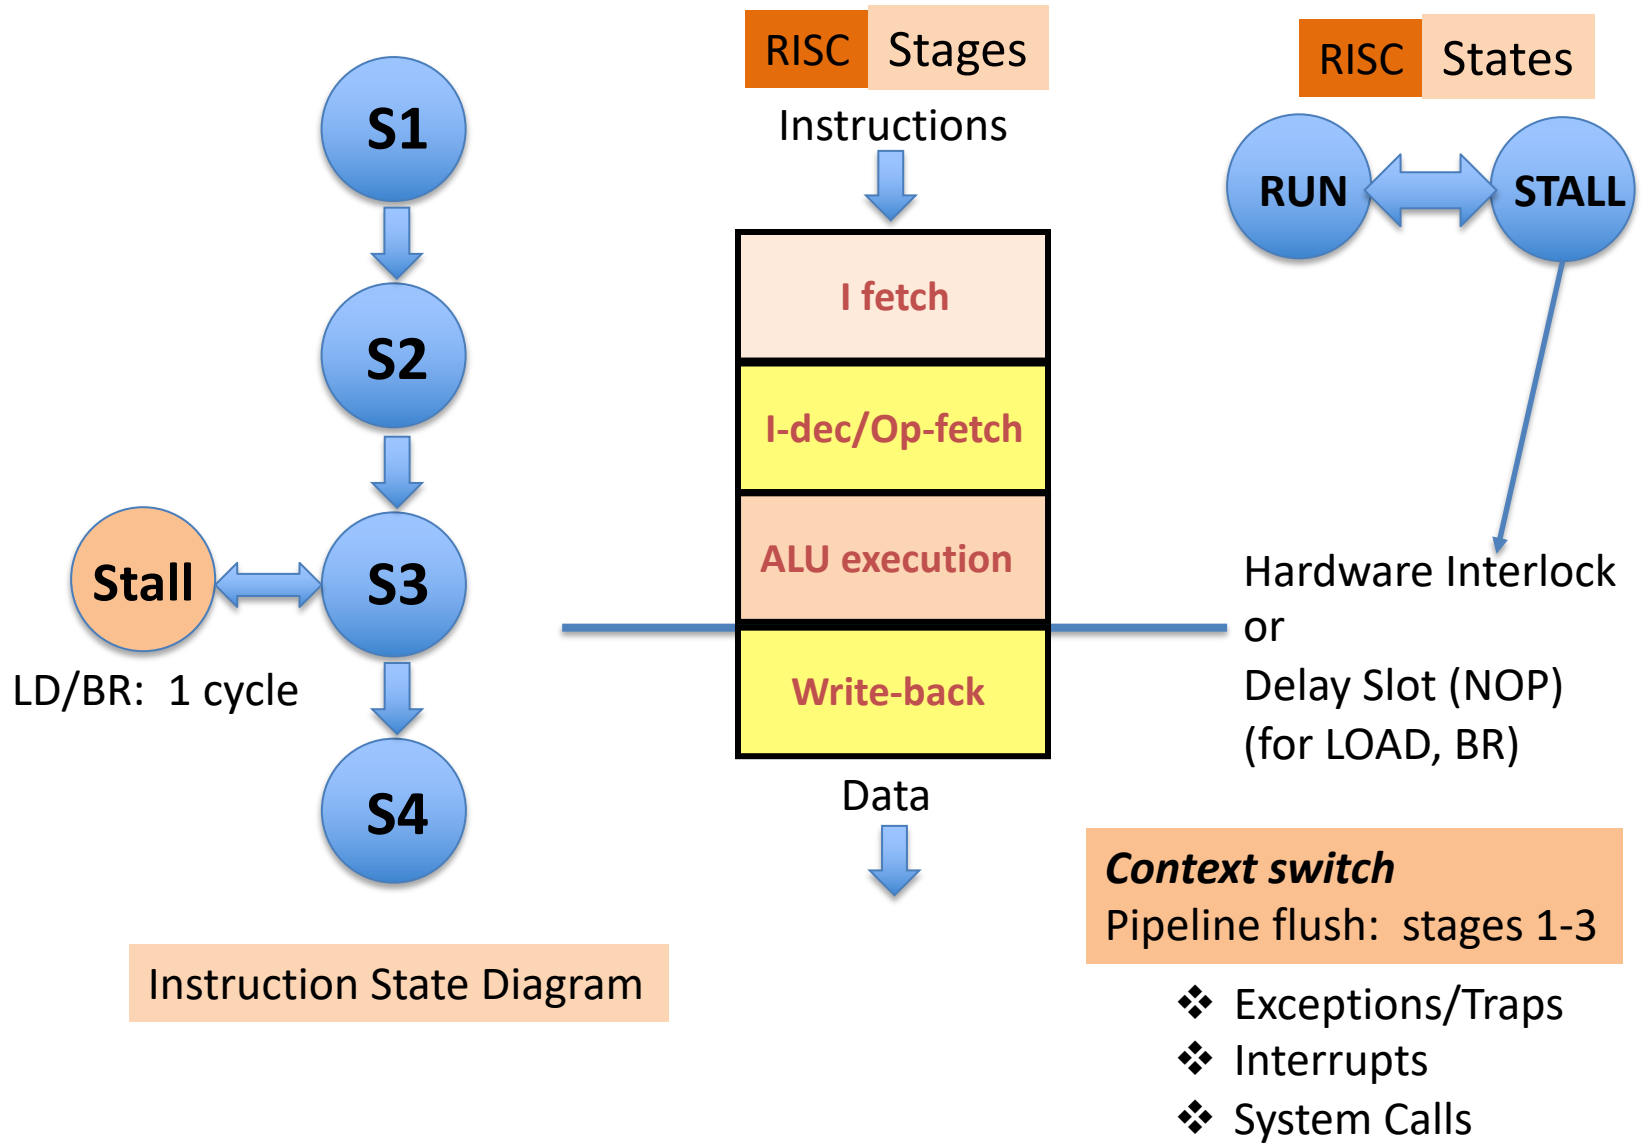 S1
S2
Stall
S3
LD/BR: 1 cycle
S4
Instruction State Diagram
RISC Stages
Instructions
I fetch
I-dec/Op-fetch
ALU execution
Write-back
Data
RISC States
RUN
STALL
Hardware Interlock
or
Delay Slot (NOP)
(for LOAD, BR)
Context switch
Pipeline flush: stages 1-3
❖ Exceptions/Traps
❖ Interrupts
❖ System Calls